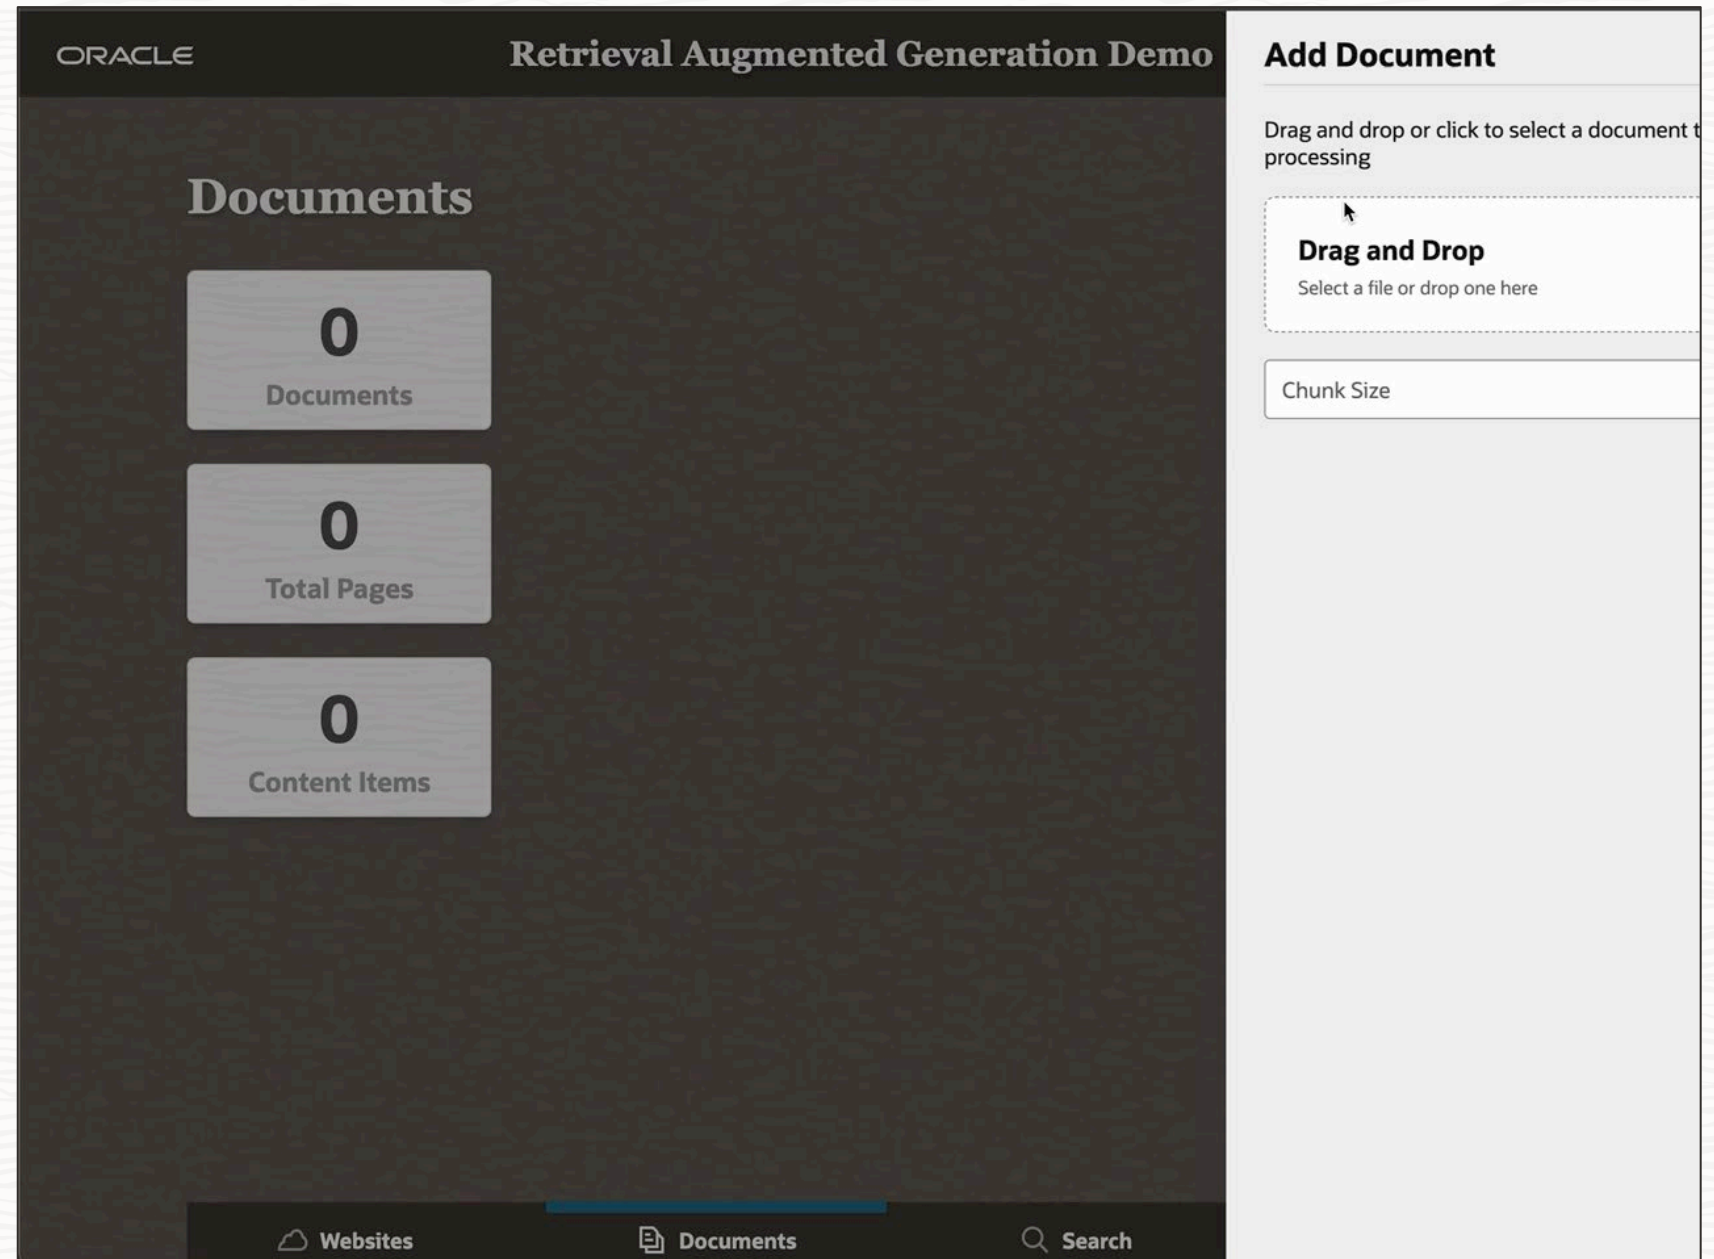 ORACLE
Retrieval Augmented Generation Demo
Documents
0
Documents
0
Total Pages
0
Content Items
Websites
Documents
Search
Add Document
Drag and drop or click to select a document t
processing
Drag and Drop
Select a file or drop one here
Chunk Size